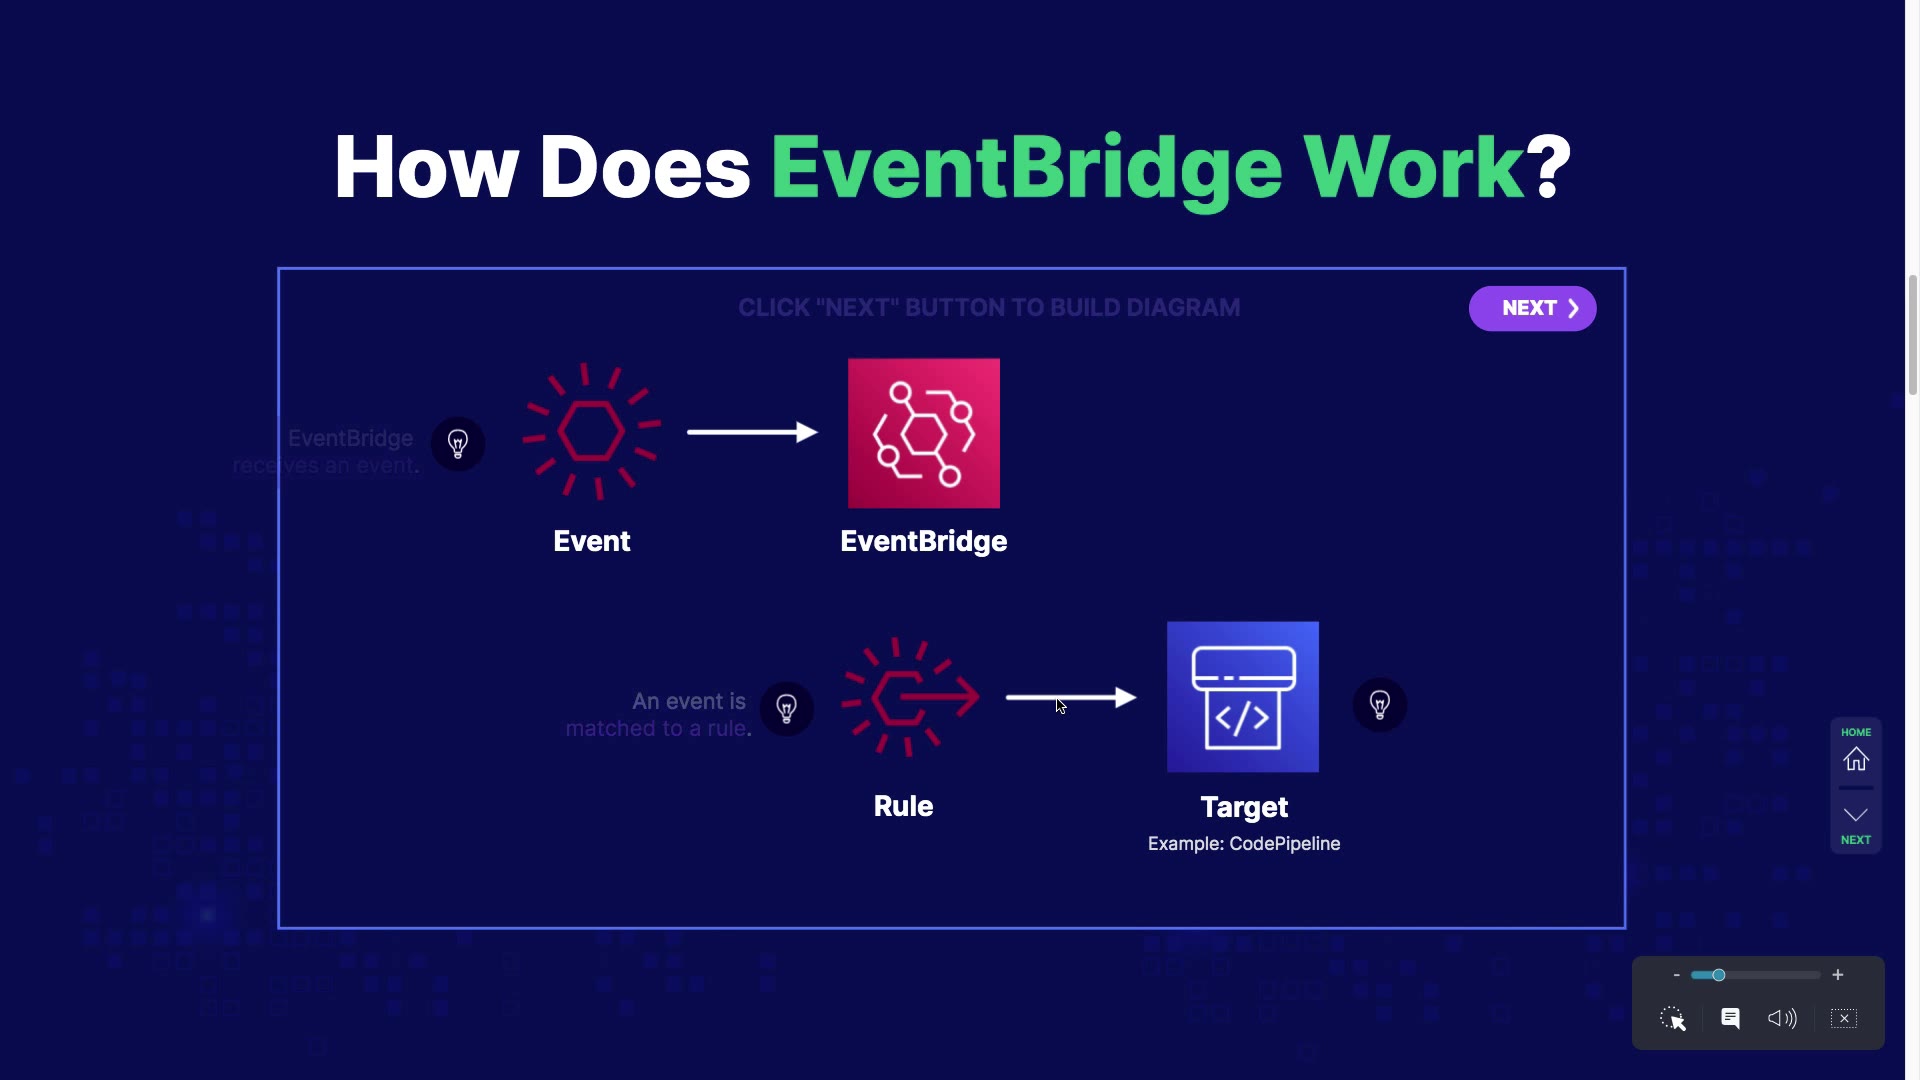 How Does EventBridge Work?
CLICK "NEXT" BUTTON TO BUILD DIAGRAM
NEXT
EventBridge
receives an event.
Event
EventBridge
An event is
matched to a rule.
Rule
Target
Example: CodePipeline
HOME
NEXT